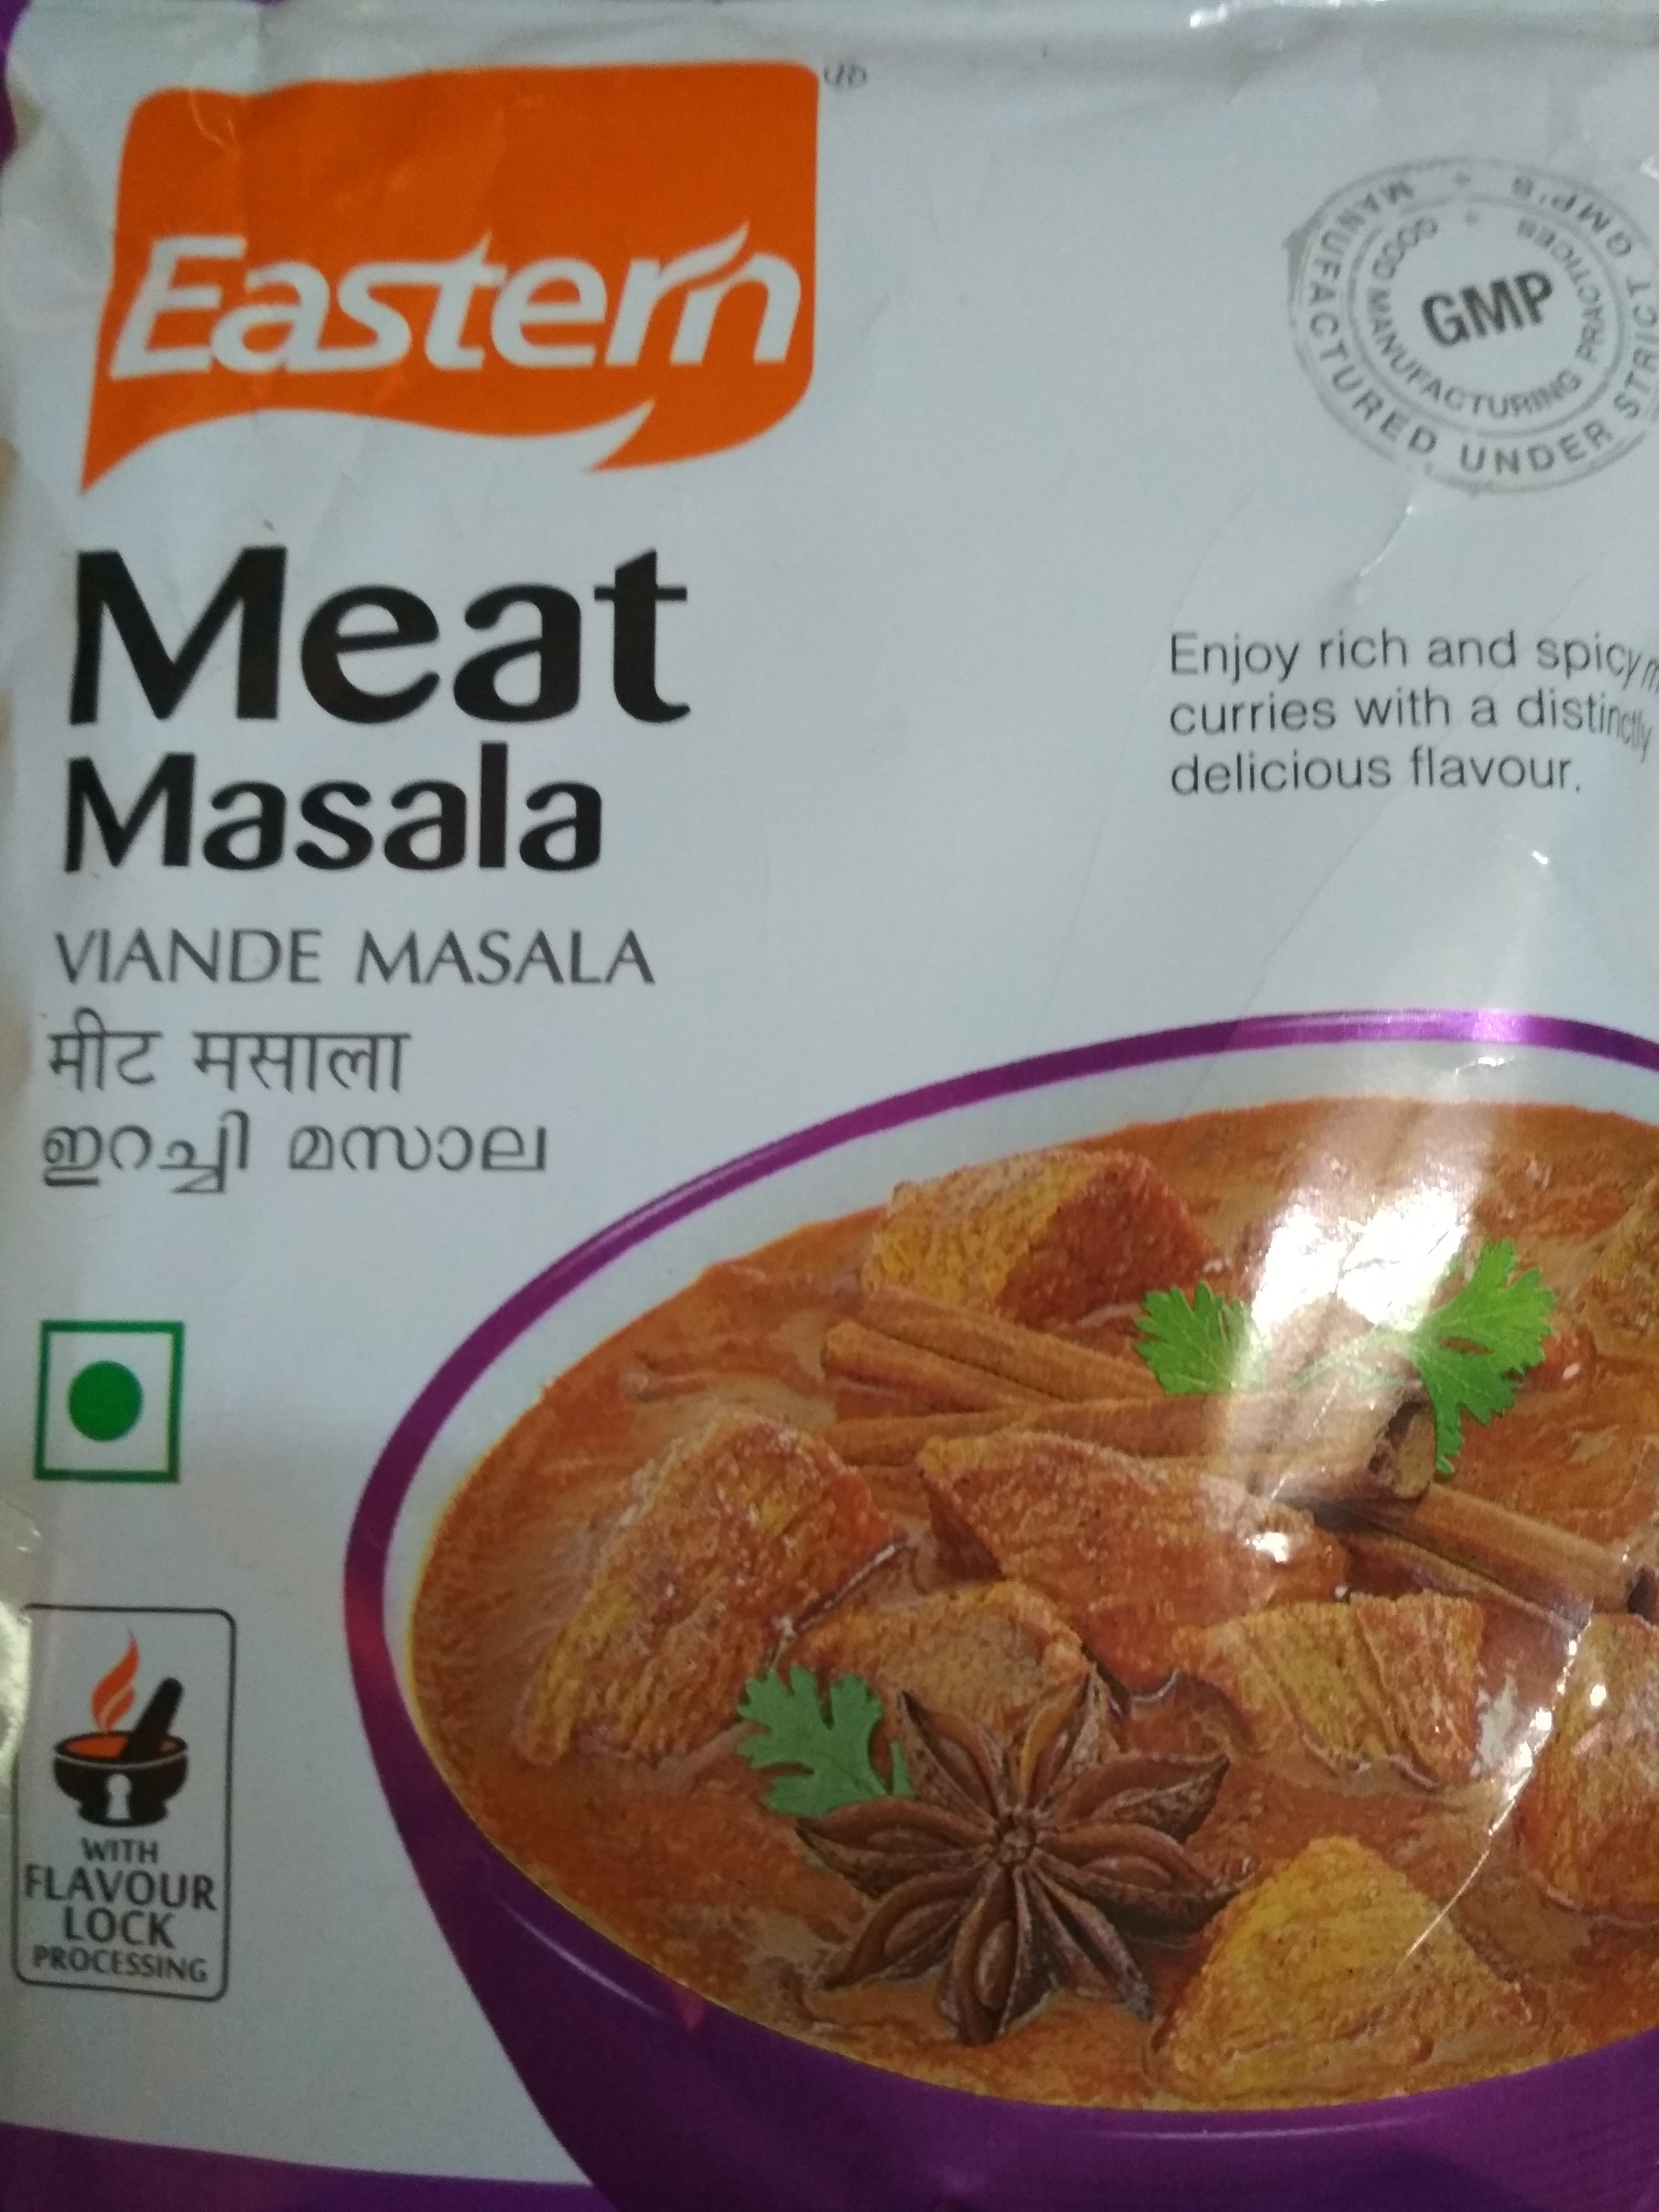 Eastern
MANUFACTURED UNDER STRICT GMP'S
GOOD MANUFACTURING PRACTICES
GMP
Meat
Masala
Enjoy rich and spicy
curries with a distinctly
delicious flavour.
VIANDE MASALA
मीट मसाला
ഇറച്ചി മസാല
WITH
FLAVOUR
LOCK
PROCESSING